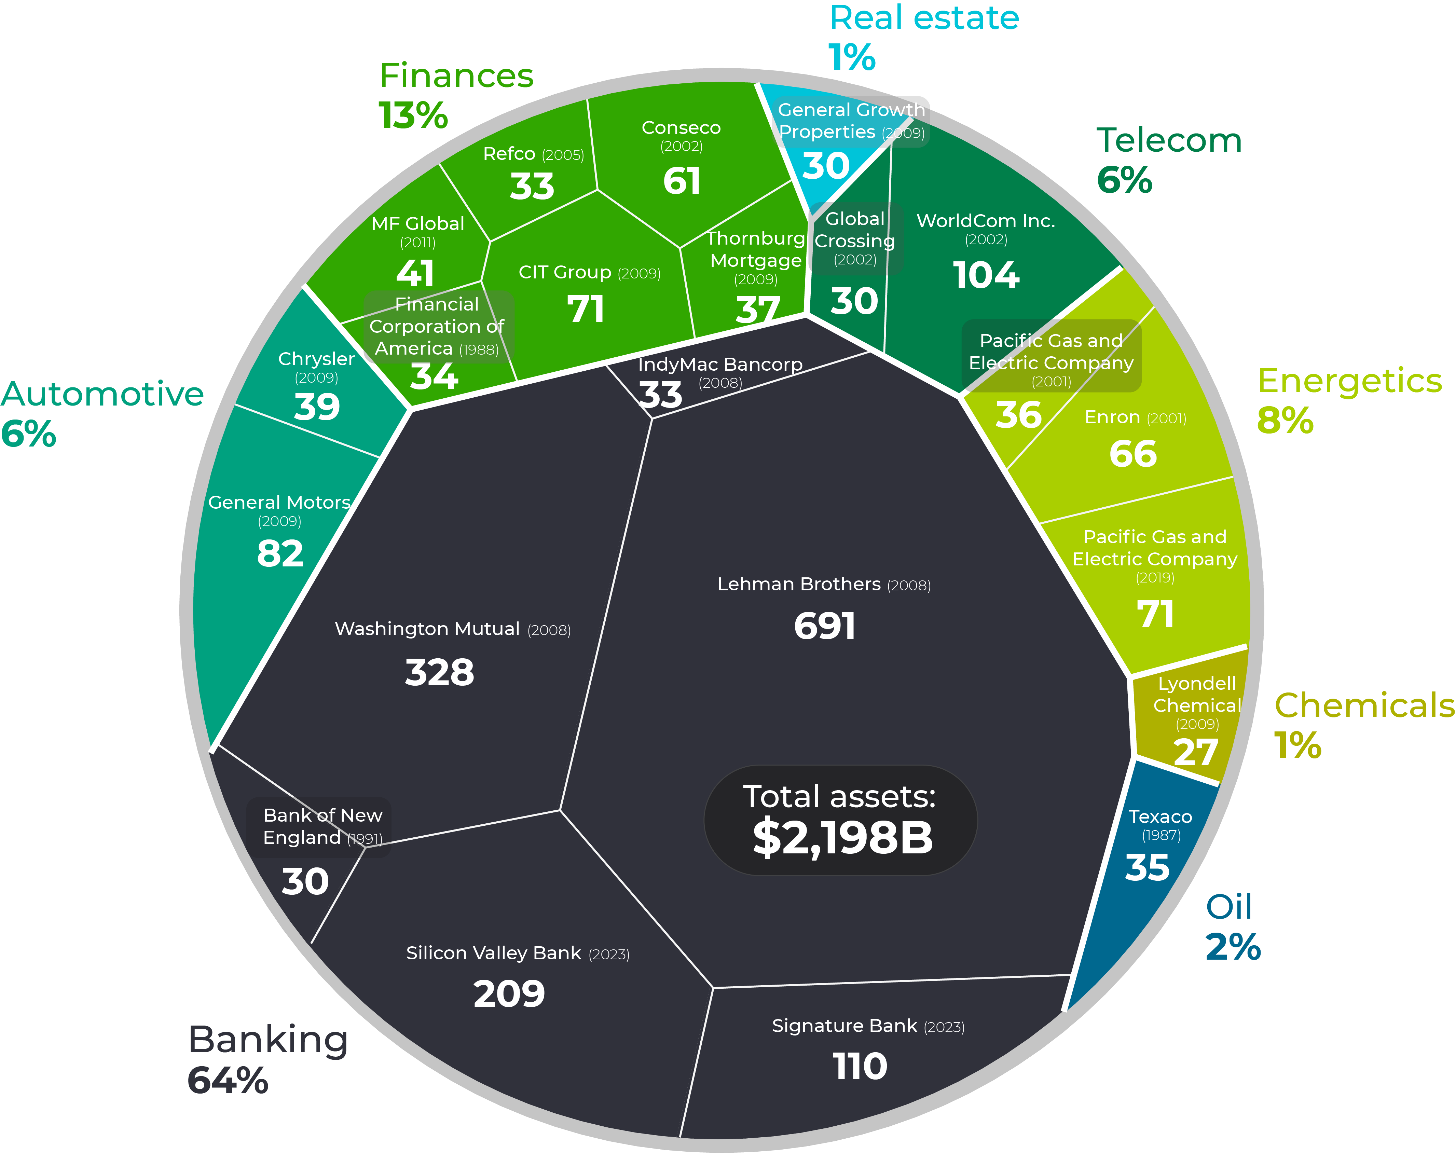 Real estate
1%
Finances
13%
General Growth
Properties (2009)
30
Conseco
(2002)
61
Refco (2005)
33
Telecom
6%
MF Global
(2011)
41
Global
Crossing
(2002)
30
WorldCom Inc.
(2002)
104
Thornburg
Mortgage
(2009)
37
CIT Group (2009)
71
Financial
Corporation of
America (1988)
34
Pacific Gas and
Electric Company
(2001)
36
Chrysler
(2009)
39
IndyMac Bancorp
(2008)
33
Automotive
6%
Energetics
8%
Enron (2001)
66
General Motors
(2009)
82
Pacific Gas and
Electric Company
(2019)
71
Lehman Brothers (2008)
691
Washington Mutual (2008)
328
Lyondell
Chemical
(2009)
27
Chemicals
1%
Total assets:
$2,198B
Bank of New
England (1991)
30
Texaco
(1987)
35
Oil
2%
Silicon Valley Bank (2023)
209
Signature Bank (2023)
110
Banking
64%